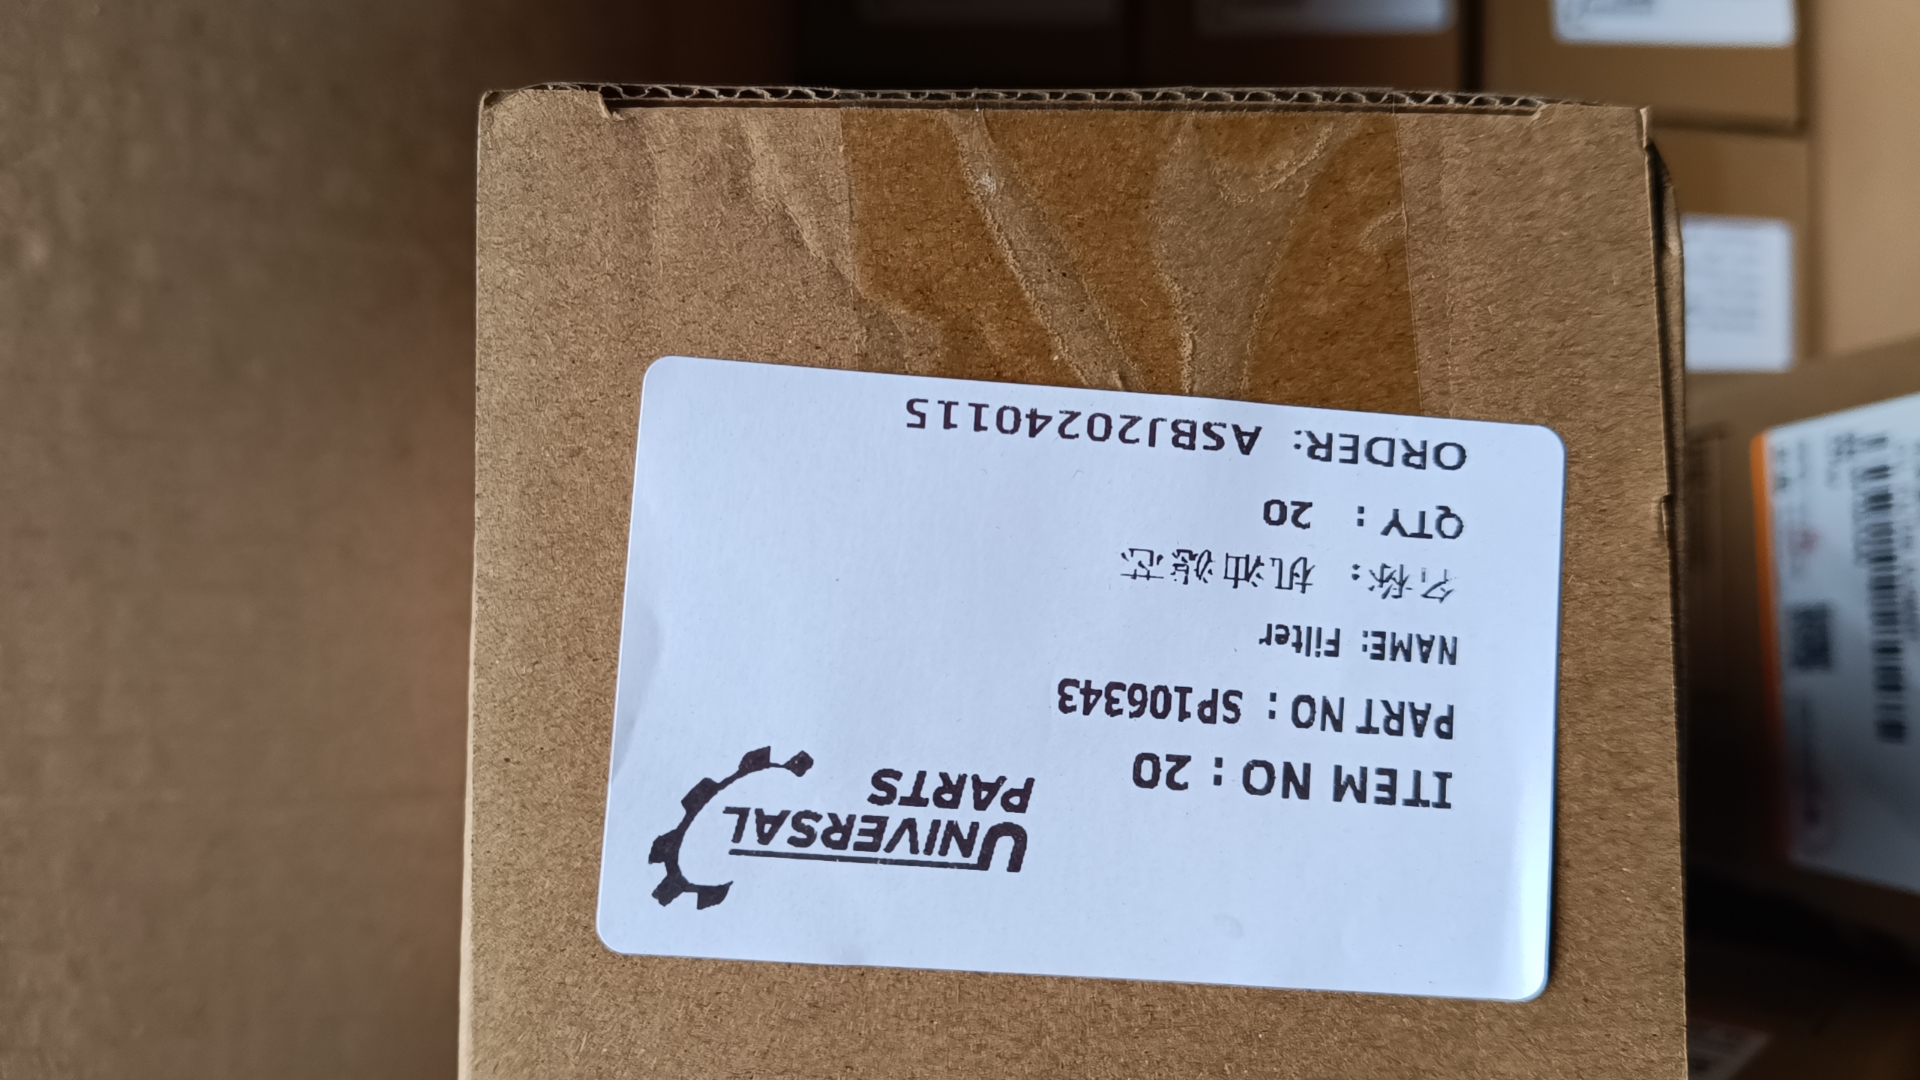 UNIVERSAL
PARTS
ITEM NO : 20
PART NO : SP106343
NAME: Filter
名称: 机油滤芯
QTY : 20
ORDER: ASBJ20240115